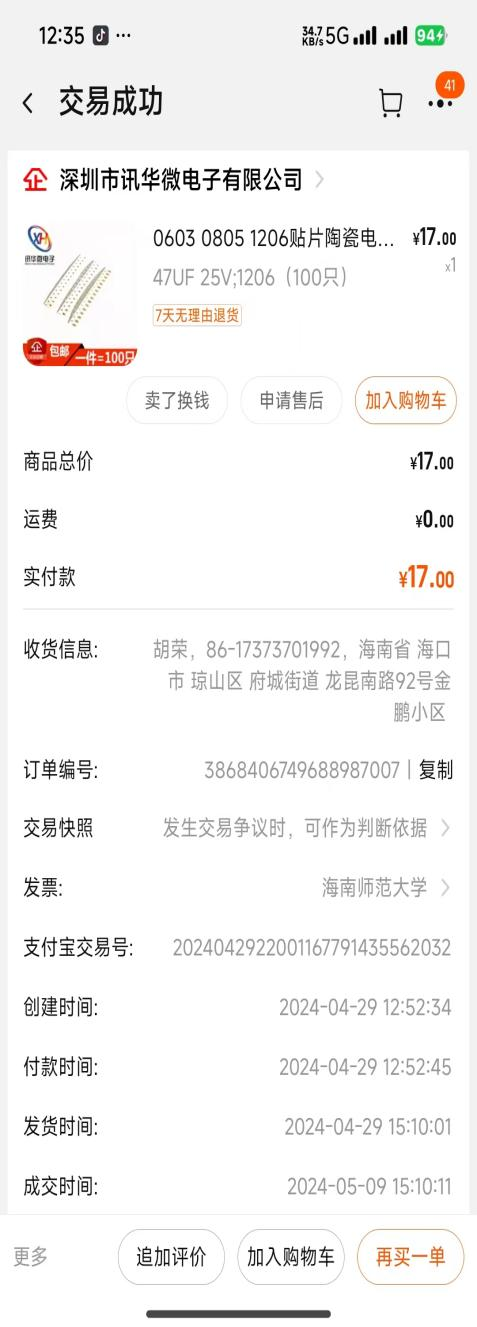 12:35 ... 34.7 KB/s 5G 94
交易成功 41
企 深圳市讯华微电子有限公司
XH
讯华微电子
企 包邮 一件=100只
0603 0805 1206贴片陶瓷电... ¥17.00
47UF 25V;1206（100只） x1
7天无理由退货
卖了换钱 申请售后 加入购物车
商品总价 ¥17.00
运费 ¥0.00
实付款 ¥17.00
收货信息: 胡荣，86-17373701992，海南省 海口
市 琼山区 府城街道 龙昆南路92号金
鹏小区
订单编号: 3868406749688987007 | 复制
交易快照 发生交易争议时，可作为判断依据
发票: 海南师范大学
支付宝交易号: 2024042922001167791435562032
创建时间: 2024-04-29 12:52:34
付款时间: 2024-04-29 12:52:45
发货时间: 2024-04-29 15:10:01
成交时间: 2024-05-09 15:10:11
更多 追加评价 加入购物车 再买一单